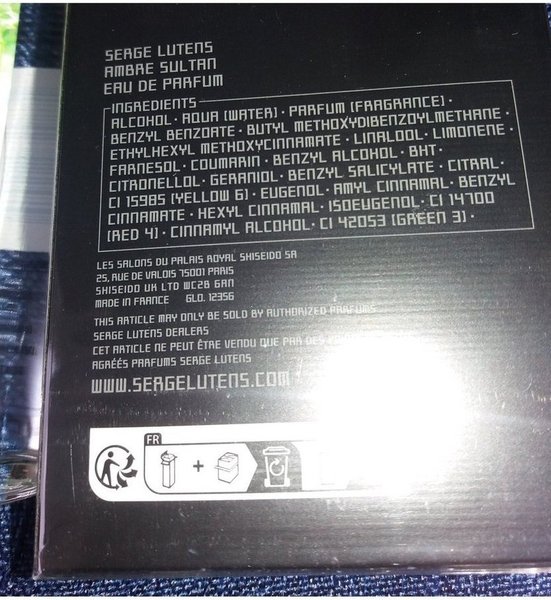 SERGE LUTENS
AMBRE SULTAN
EAU DE PARFUM
INGREDIENTS
ALCOHOL · AQUA (WATER) · PARFUM (FRAGRANCE) ·
BENZYL BENZOATE · BUTYL METHOXYDIBENZOYLMETHANE ·
ETHYLHEXYL METHOXYCINNAMATE · LINALOOL · LIMONENE ·
FARNESOL · COUMARIN · BENZYL ALCOHOL · BHT ·
CITRONELLOL · GERANIOL · BENZYL SALICYLATE · CITRAL ·
CI 15985 (YELLOW 6) · EUGENOL · AMYL CINNAMAL · BENZYL
CINNAMATE · HEXYL CINNAMAL · ISOEUGENOL · CI 14700
(RED 4) · CINNAMYL ALCOHOL · CI 42053 (GREEN 3) ·
LES SALONS DU PALAIS ROYAL SHISEIDO SA
25, RUE DE VALOIS 75001 PARIS
SHISEIDO UK LTD WC2B 6AN
MADE IN FRANCE GLO. 12356
THIS ARTICLE MAY ONLY BE SOLD BY AUTHORIZED PARFUMS
SERGE LUTENS DEALERS
CET ARTICLE NE PEUT ÊTRE VENDU QUE PAR DES
AGRÉÉS PARFUMS SERGE LUTENS
WWW.SERGELUTENS.COM
FR
+